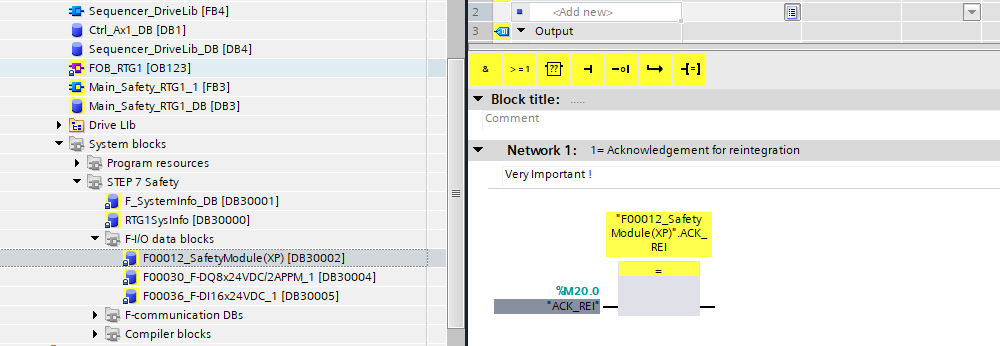 Sequencer_DriveLib [FB4]
Ctrl_Ax1_DB [DB1]
Sequencer_DriveLib_DB [DB4]
FOB_RTG1 [OB123]
Main_Safety_RTG1_1 [FB3]
Main_Safety_RTG1_DB [DB3]
Drive LIb
System blocks
Program resources
STEP 7 Safety
F_SystemInfo_DB [DB30001]
RTG1SysInfo [DB30000]
F-I/O data blocks
F00012_SafetyModule(XP) [DB30002]
F00030_F-DQ8x24VDC/2APPM_1 [DB30004]
F00036_F-DI16x24VDC_1 [DB30005]
F-communication DBs
Compiler blocks
2 <Add new>
3 Output
& >=1 ?? -| -o| [=]
Block title: .....
Comment
Network 1: 1= Acknowledgement for reintegration
Very Important !
"F00012_Safety
Module(XP)".ACK_
REI
=
%M20.0
"ACK_REI"